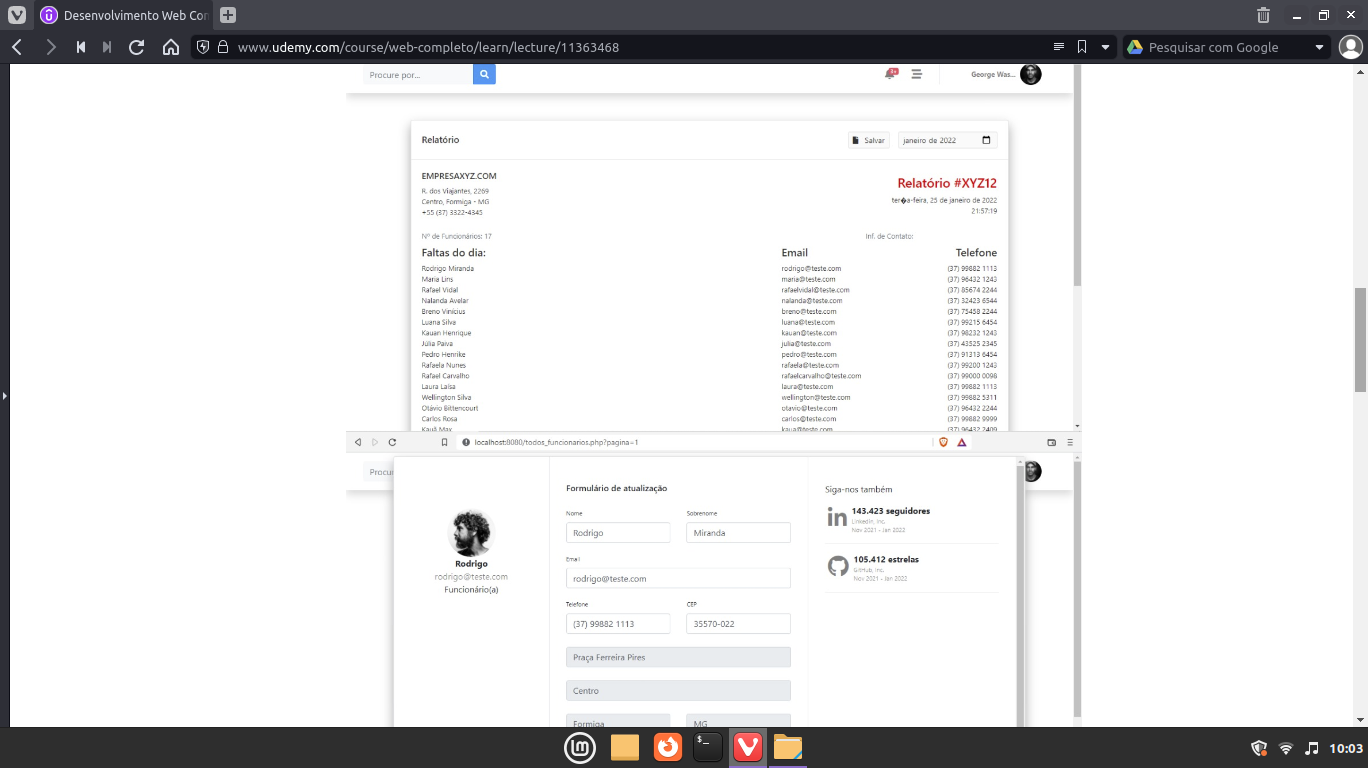 Desenvolvimento Web Con
www.udemy.com/course/web-completo/learn/lecture/11363468
Pesquisar com Google
Procure por...
George Was...
Relatório
Salvar
janeiro de 2022
EMPRESAXYZ.COM
Relatório #XYZ12
R. dos Viajantes, 2269
ter�a-feira, 25 de janeiro de 2022
Centro, Formiga - MG
21:57:19
+55 (37) 3322-4345
Nº de Funcionários: 17
Inf. de Contato:
Faltas do dia:
Email
Telefone
Rodrigo Miranda
rodrigo@teste.com
(37) 99882 1113
Maria Lins
maria@teste.com
(37) 96432 1243
Rafael Vidal
rafaelvidal@teste.com
(37) 85674 2244
Nalanda Avelar
nalanda@teste.com
(37) 32423 6544
Breno Vinícius
breno@teste.com
(37) 75458 2244
Luana Silva
luana@teste.com
(37) 99215 6454
Kauan Henrique
kauan@teste.com
(37) 98232 1243
Júlia Paiva
julia@teste.com
(37) 43525 2345
Pedro Henrike
pedro@teste.com
(37) 91313 6454
Rafaela Nunes
rafaela@teste.com
(37) 99200 1243
Rafael Carvalho
rafaelcarvalho@teste.com
(37) 99000 0098
Laura Laísa
laura@teste.com
(37) 99882 1113
Wellington Silva
wellington@teste.com
(37) 99882 5311
Otávio Bittencourt
otavio@teste.com
(37) 96432 2244
Carlos Rosa
carlos@teste.com
(37) 99882 9999
Kauã Max
kaua@teste.com
(37) 96432 2409
localhost:8080/todos_funcionarios.php?pagina=1
Procur
Formulário de atualização
Siga-nos também
Nome
Sobrenome
Rodrigo
Miranda
143.423 seguidores
Linkedin, Inc.
Nov 2021 - Jan 2022
Email
rodrigo@teste.com
105.412 estrelas
GitHub, Inc.
Nov 2021 - Jan 2022
Rodrigo
rodrigo@teste.com
Funcionário(a)
Telefone
CEP
(37) 99882 1113
35570-022
Praça Ferreira Pires
Centro
Formiga
MG
10:03